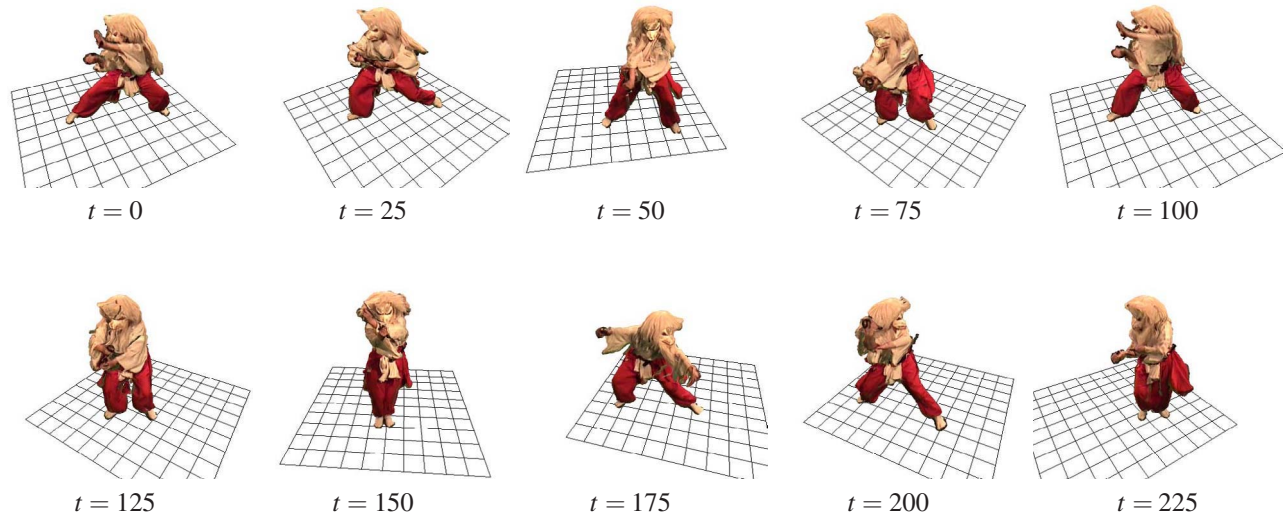 t = 0 t = 25 t = 50 t = 75 t = 100
t = 125 t = 150 t = 175 t = 200 t = 225